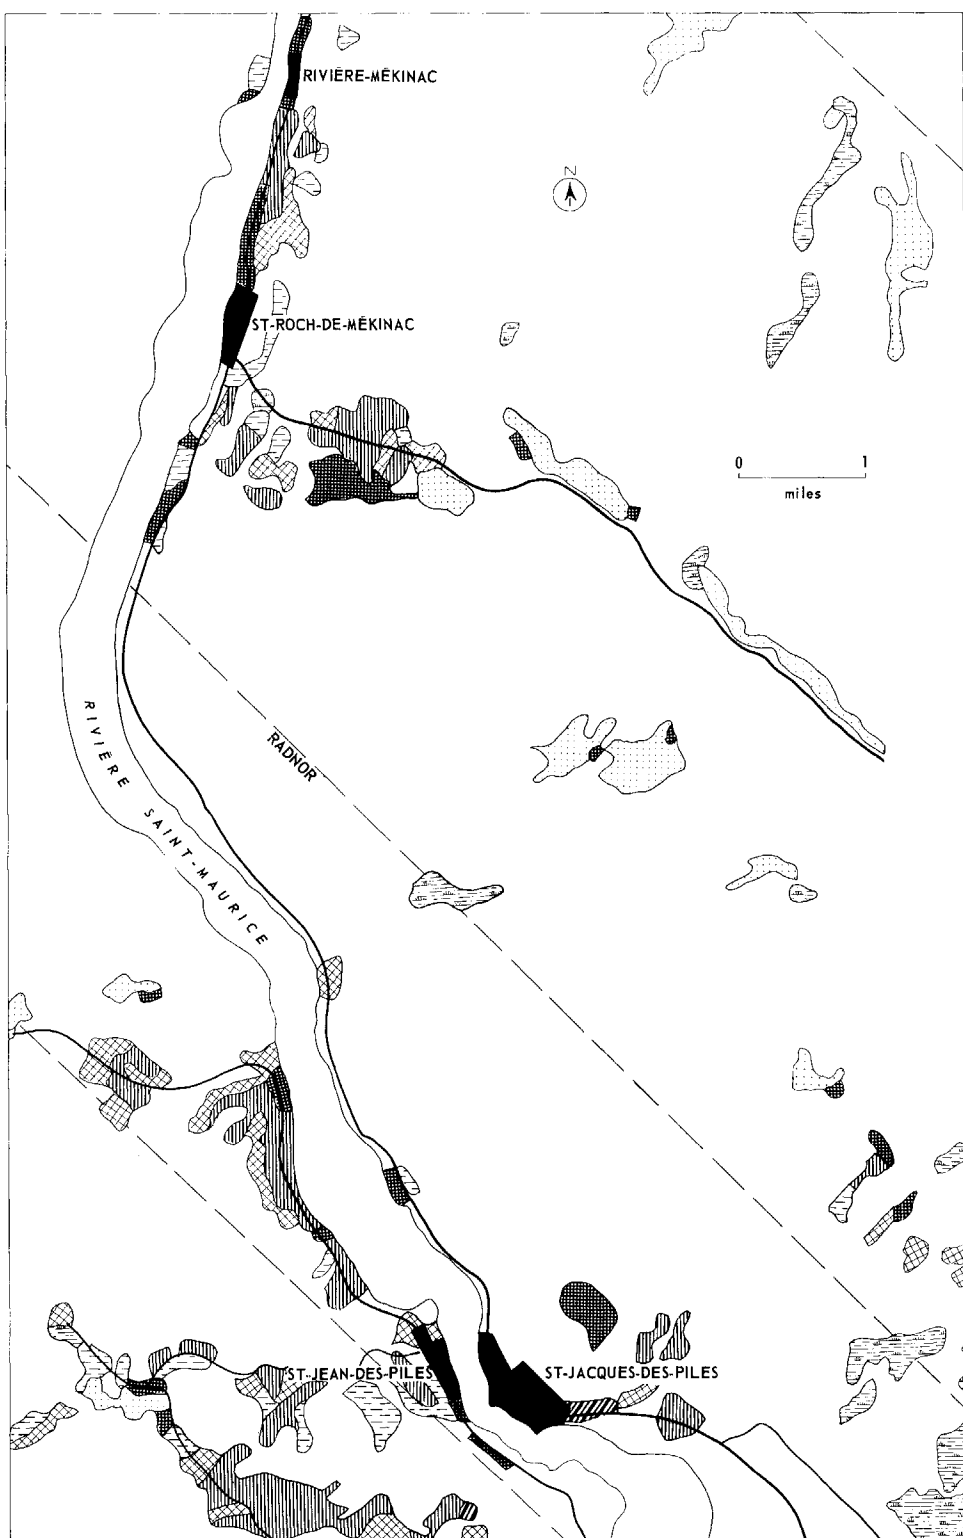 RIVIÈRE-MÉKINAC
N
ST-ROCH-DE-MÉKINAC
0 1
miles
RADNOR
RIVIÈRE SAINT-MAURICE
ST-JEAN-DES-PILES
ST-JACQUES-DES-PILES